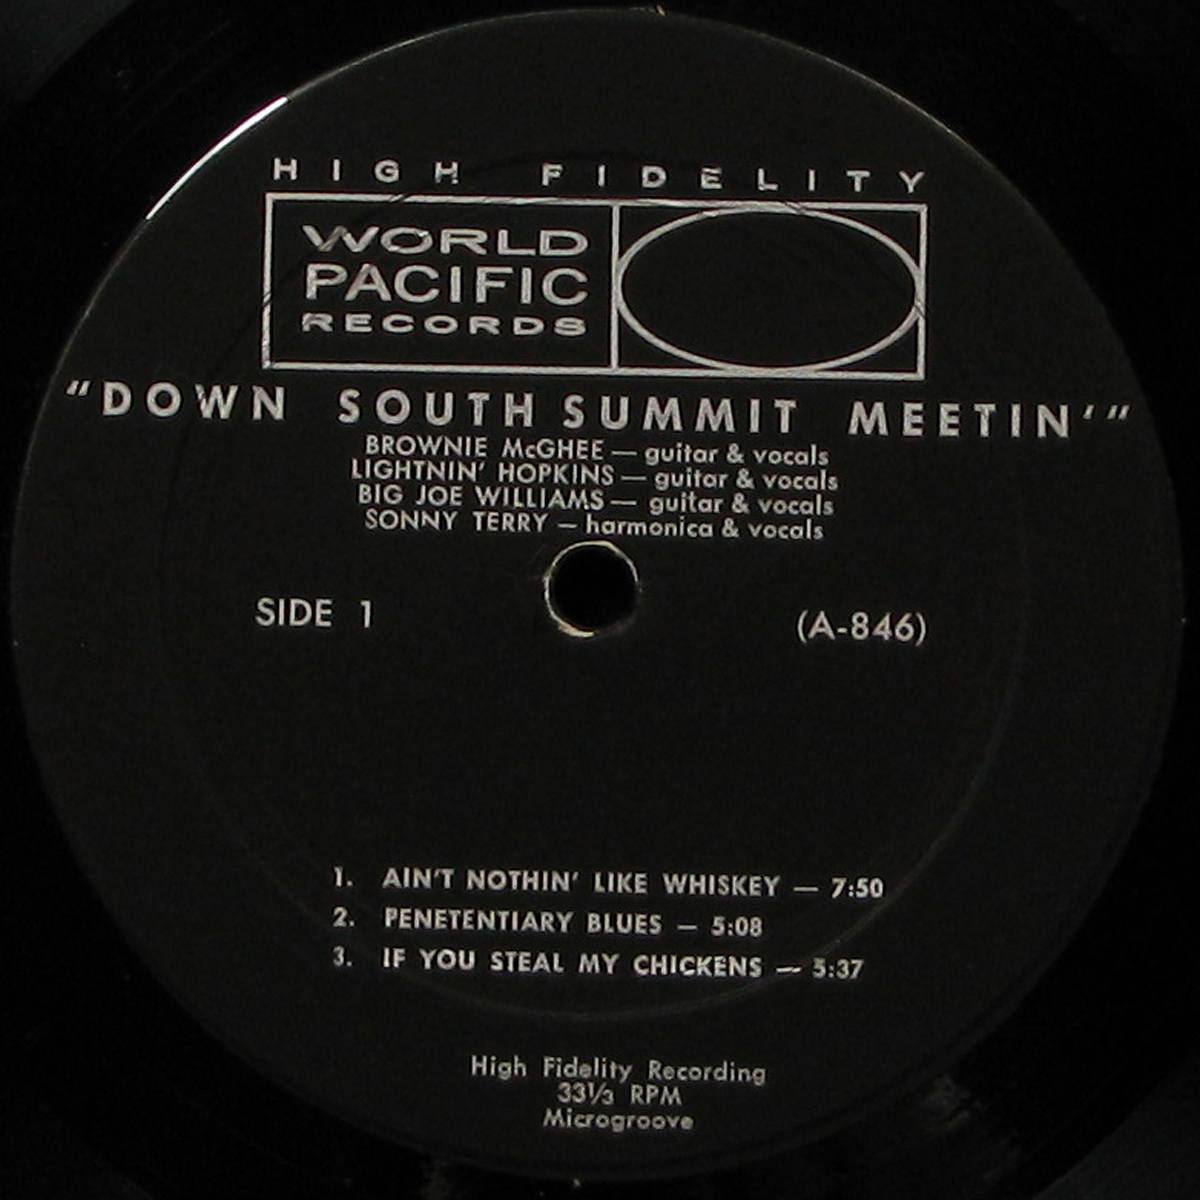 HIGH FIDELITY
WORLD
PACIFIC
RECORDS
"DOWN SOUTH SUMMIT MEETIN'"
BROWNIE McGHEE — guitar & vocals
LIGHTNIN' HOPKINS — guitar & vocals
BIG JOE WILLIAMS — guitar & vocals
SONNY TERRY — harmonica & vocals
SIDE 1 (A-846)
1. AIN'T NOTHIN' LIKE WHISKEY — 7:50
2. PENETENTIARY BLUES — 5:08
3. IF YOU STEAL MY CHICKENS — 5:37
High Fidelity Recording
33⅓ RPM
Microgroove